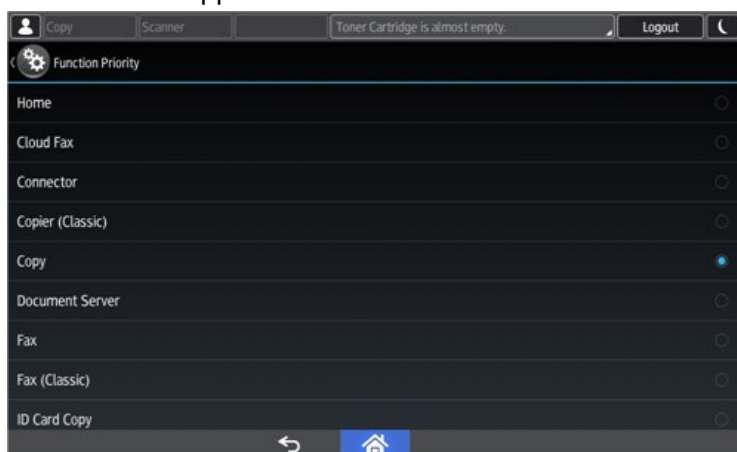 Copy Scanner Toner Cartridge is almost empty. Logout
Function Priority
Home
Cloud Fax
Connector
Copier (Classic)
Copy
Document Server
Fax
Fax (Classic)
ID Card Copy